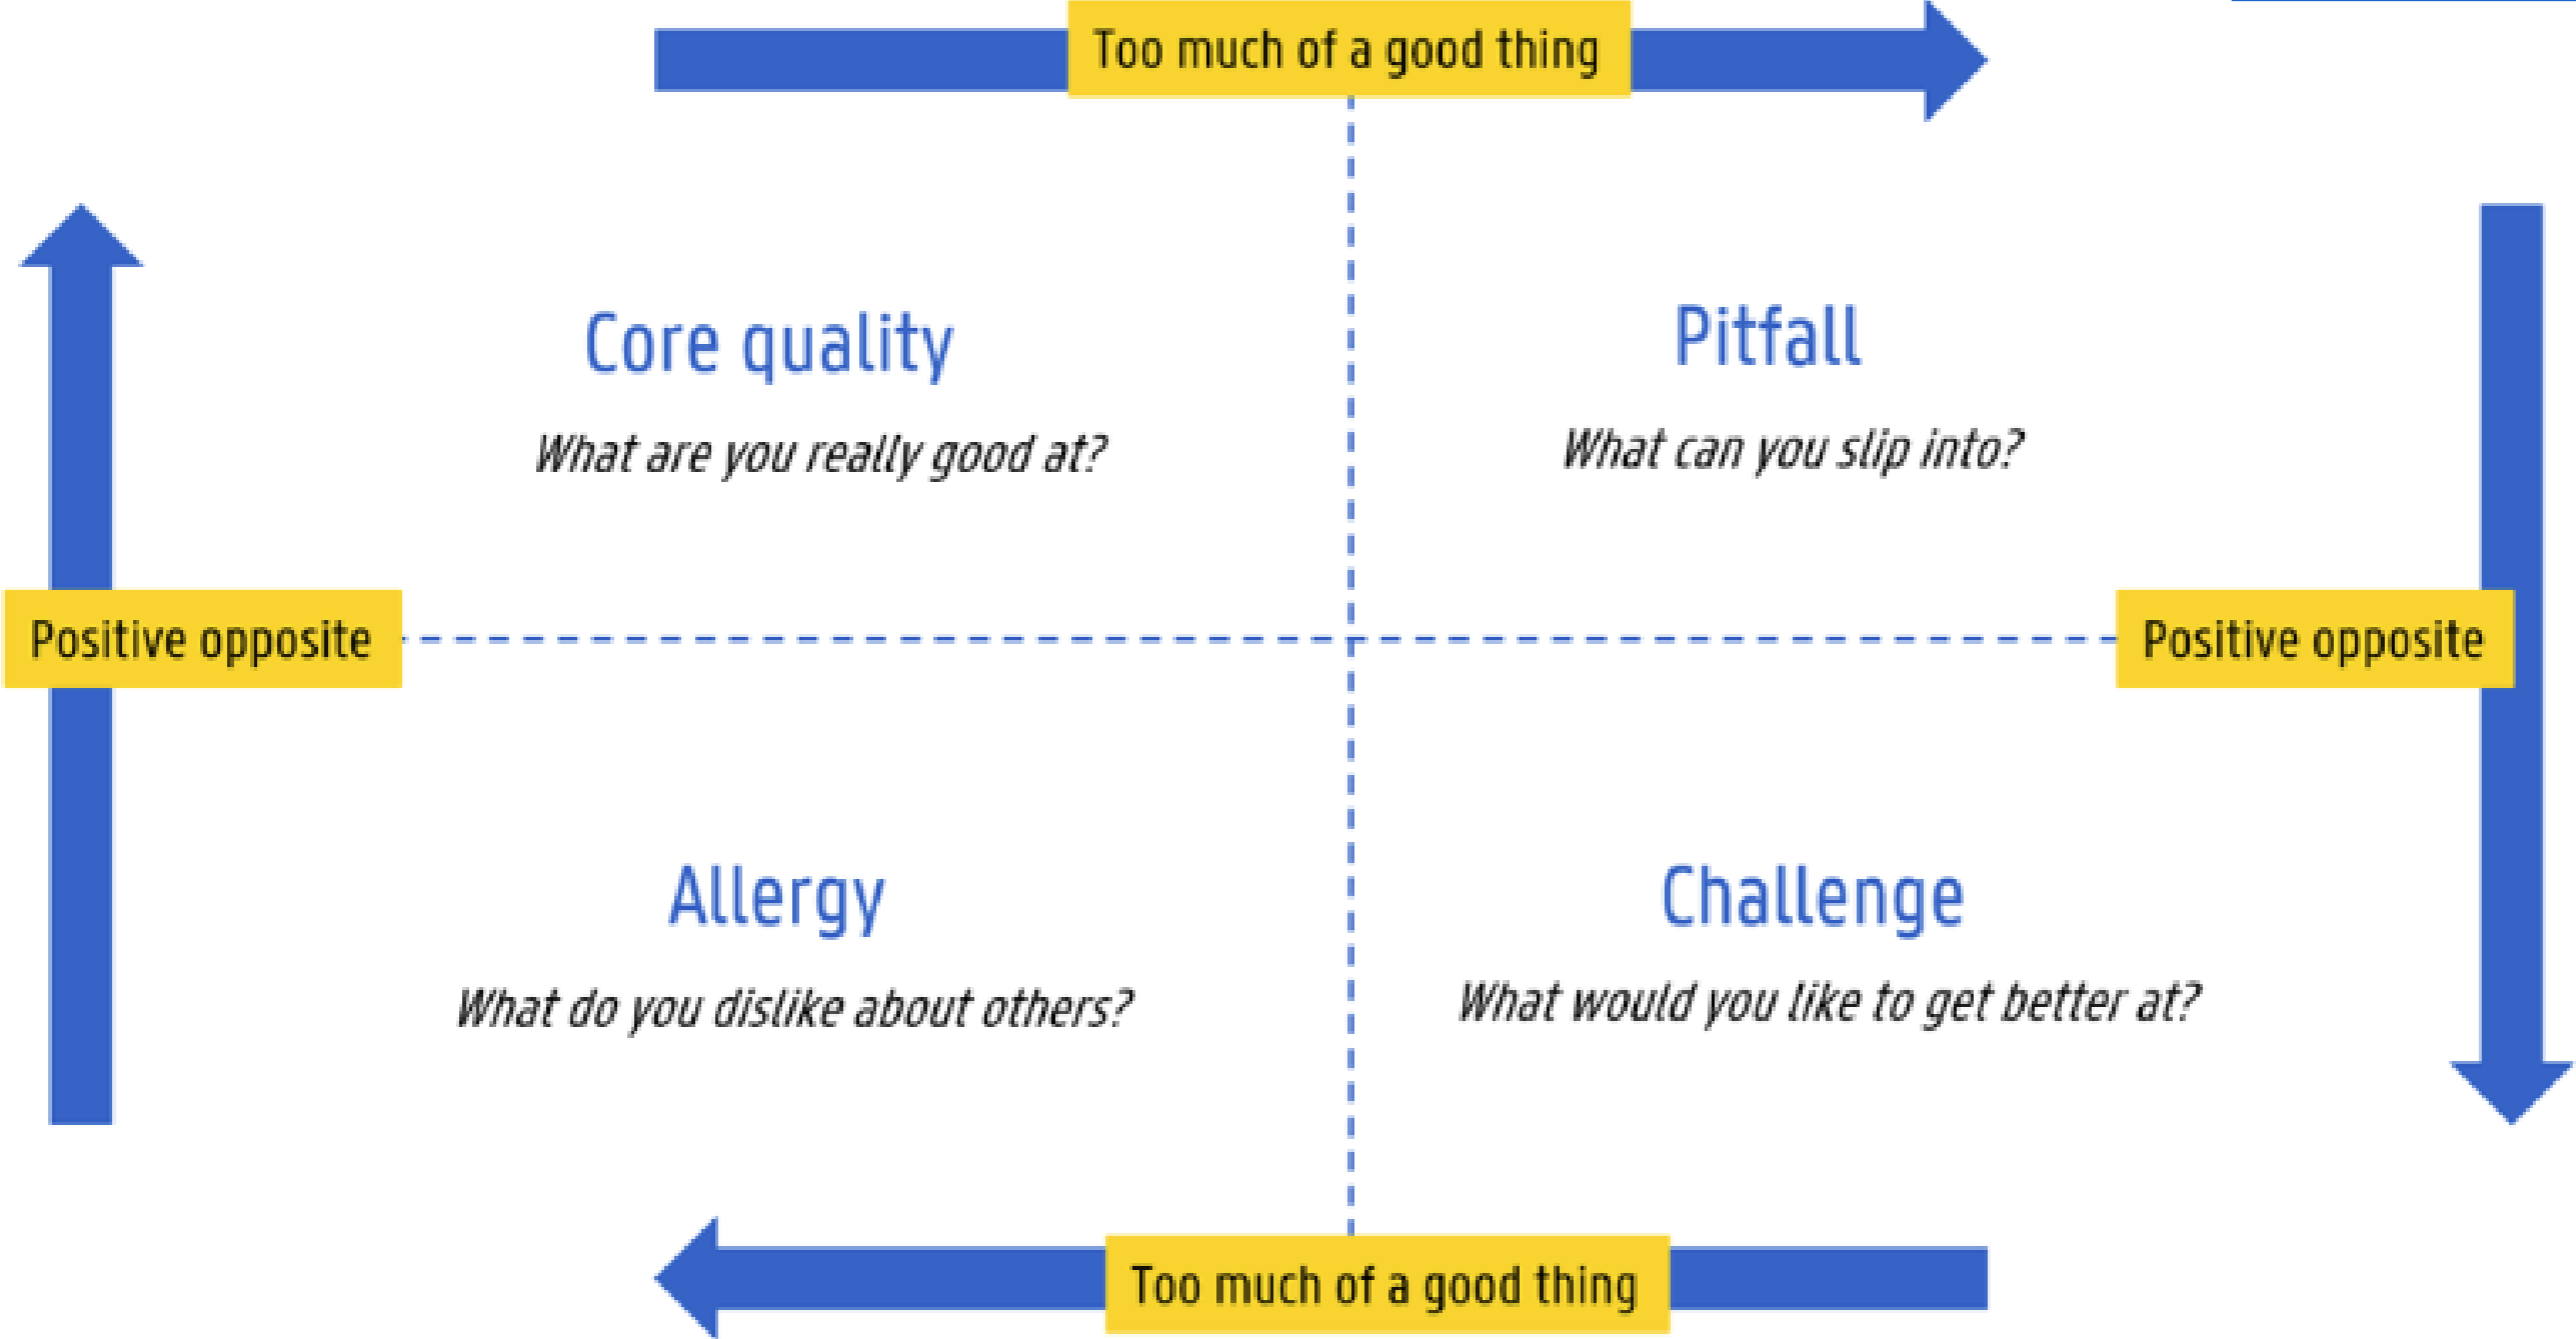 Too much of a good thing
Core quality
What are you really good at?
Pitfall
What can you slip into?
Positive opposite
Positive opposite
Allergy
What do you dislike about others?
Challenge
What would you like to get better at?
Too much of a good thing